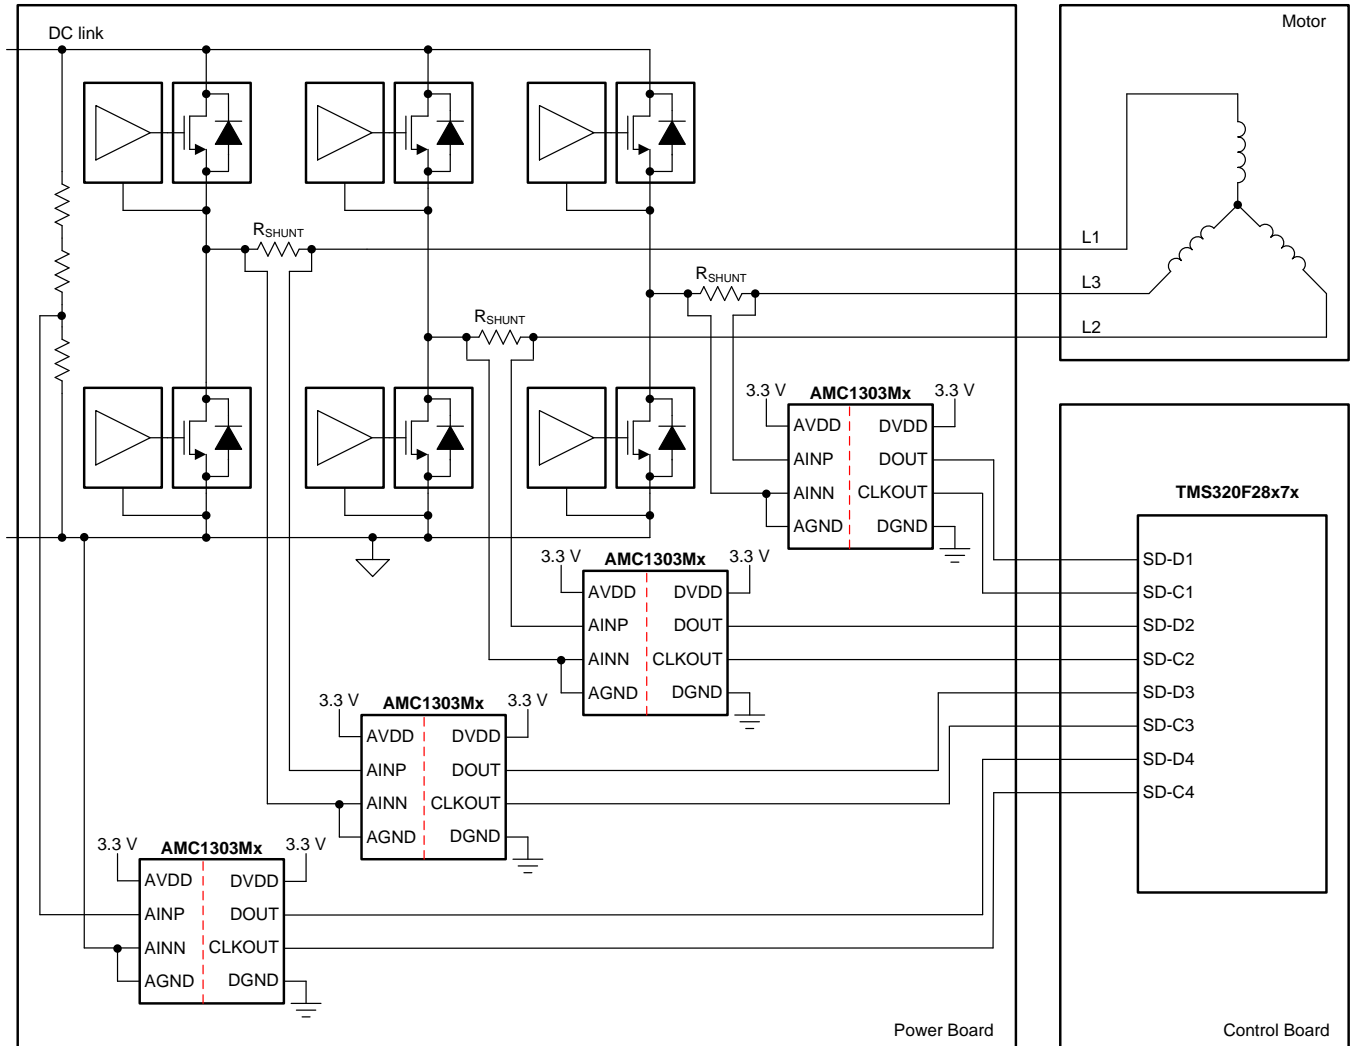 DC link
Motor
RSHUNT
L1
RSHUNT
L3
RSHUNT
L2
3.3 V
AMC1303Mx
3.3 V
AVDD
DVDD
AINP
DOUT
AINN
CLKOUT
AGND
DGND
TMS320F28x7x
SD-D1
SD-C1
SD-D2
SD-C2
SD-D3
SD-C3
SD-D4
SD-C4
3.3 V
AMC1303Mx
3.3 V
AVDD
DVDD
AINP
DOUT
AINN
CLKOUT
AGND
DGND
3.3 V
AMC1303Mx
3.3 V
AVDD
DVDD
AINP
DOUT
AINN
CLKOUT
AGND
DGND
3.3 V
AMC1303Mx
3.3 V
AVDD
DVDD
AINP
DOUT
AINN
CLKOUT
AGND
DGND
Power Board
Control Board